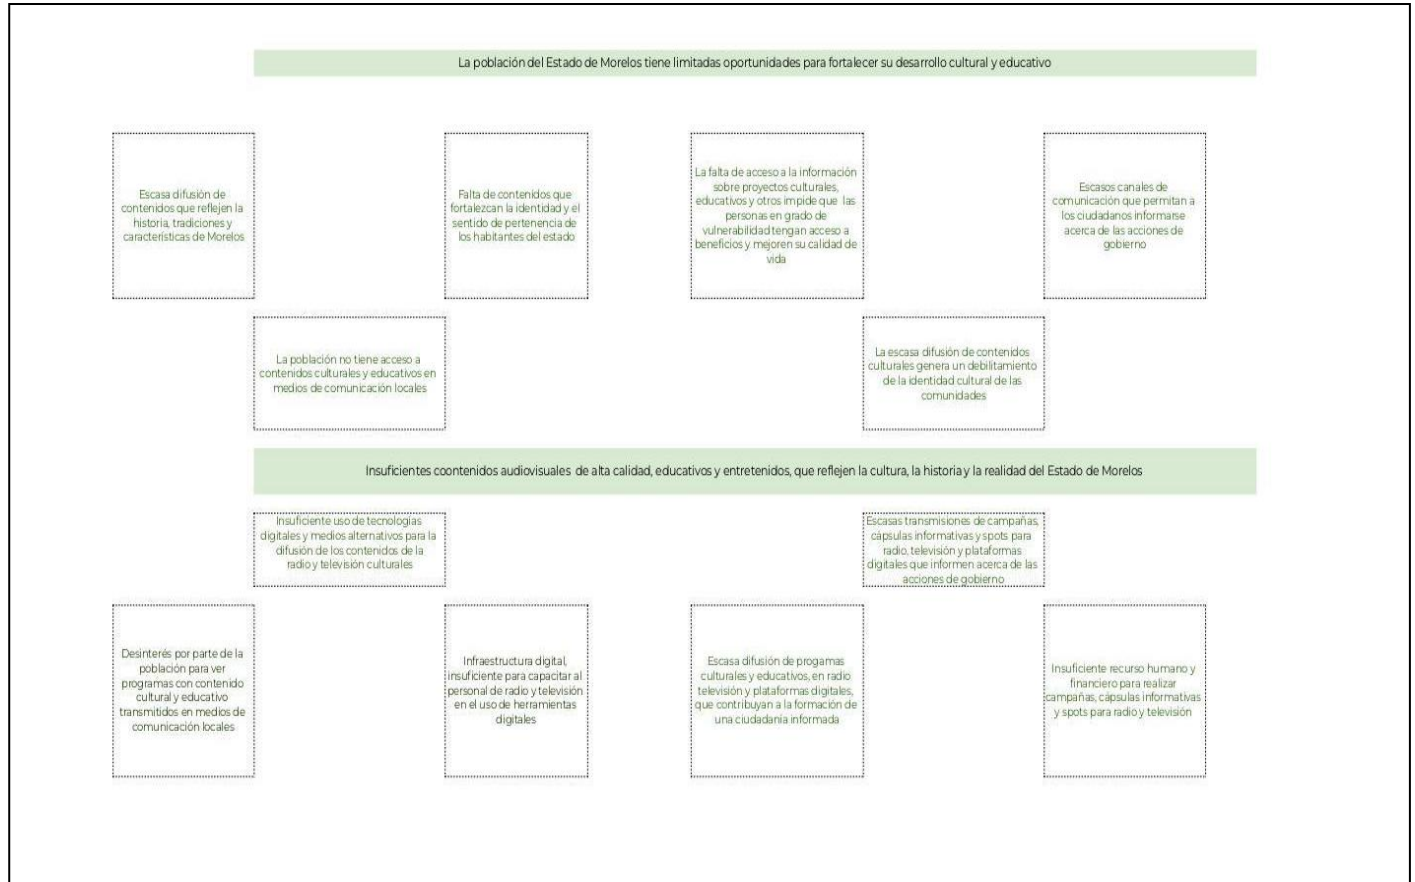 La población del Estado de Morelos tiene limitadas oportunidades para fortalecer su desarrollo cultural y educativo
Escasa difusión de
contenidos que reflejen la
historia, tradiciones y
características de Morelos
Falta de contenidos que
fortalezcan la identidad y el
sentido de pertenencia de
los habitantes del estado
La falta de acceso a la información
sobre proyectos culturales,
educativos y otros impide que las
personas en grado de
vulnerabilidad tengan acceso a
beneficios y mejoren su calidad de
vida
Escasos canales de
comunicación que permitan a
los ciudadanos informarse
acerca de las acciones de
gobierno
La población no tiene acceso a
contenidos culturales y educativos en
medios de comunicación locales
La escasa difusión de contenidos
culturales genera un debilitamiento
de la identidad cultural de las
comunidades
Insuficientes coontenidos audiovisuales de alta calidad, educativos y entretenidos, que reflejen la cultura, la historia y la realidad del Estado de Morelos
Insuficiente uso de tecnologías
digitales y medios alternativos para la
difusión de los contenidos de la
radio y televisión culturales
Escasas transmisiones de campañas,
cápsulas informativas y spots para
radio, televisión y plataformas
digitales que informen acerca de las
acciones de gobierno
Desinterés por parte de la
población para ver
programas con contenido
cultural y educativo
transmitidos en medios de
comunicación locales
Infraestructura digital,
insuficiente para capacitar al
personal de radio y televisión
en el uso de herramientas
digitales
Escasa difusión de progamas
culturales y educativos, en radio
televisión y plataformas digitales,
que contribuyan a la formación de
una ciudadanía informada
Insuficiente recurso humano y
financiero para realizar
campañas, cápsulas informativas
y spots para radio y televisión